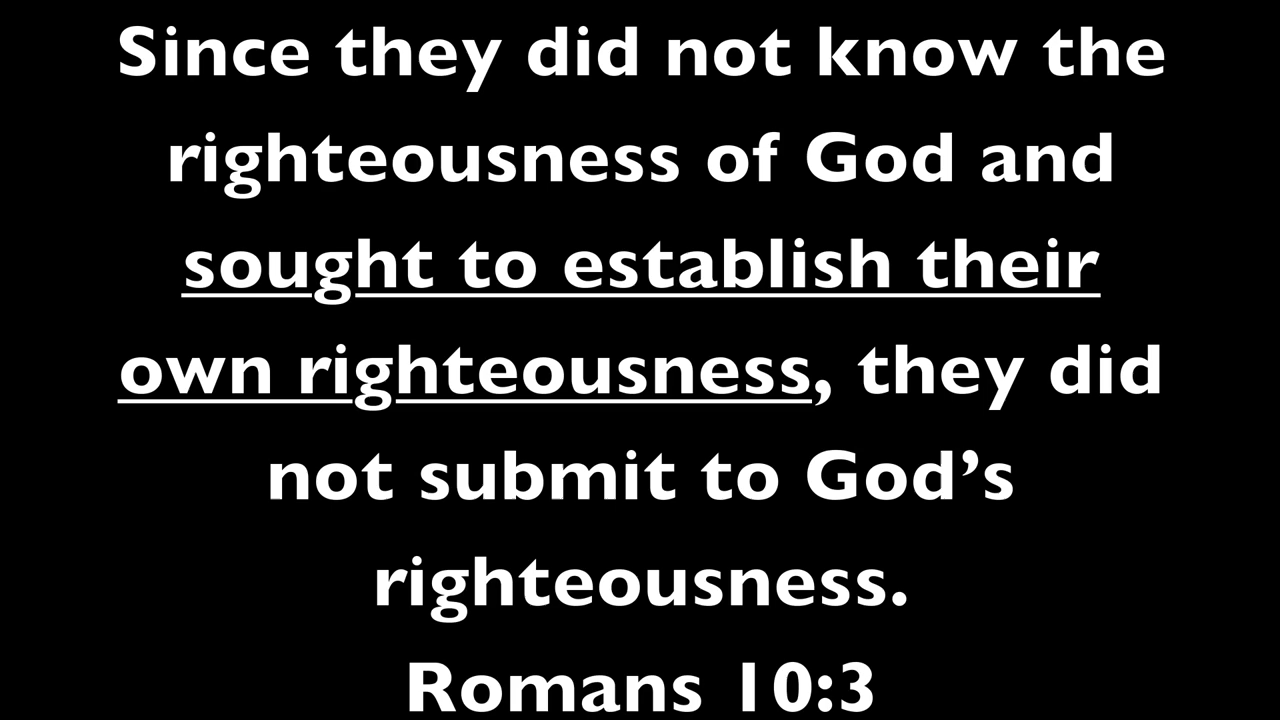 Since they did not know the
righteousness of God and
sought to establish their
own righteousness, they did
not submit to God’s
righteousness.
Romans 10:3